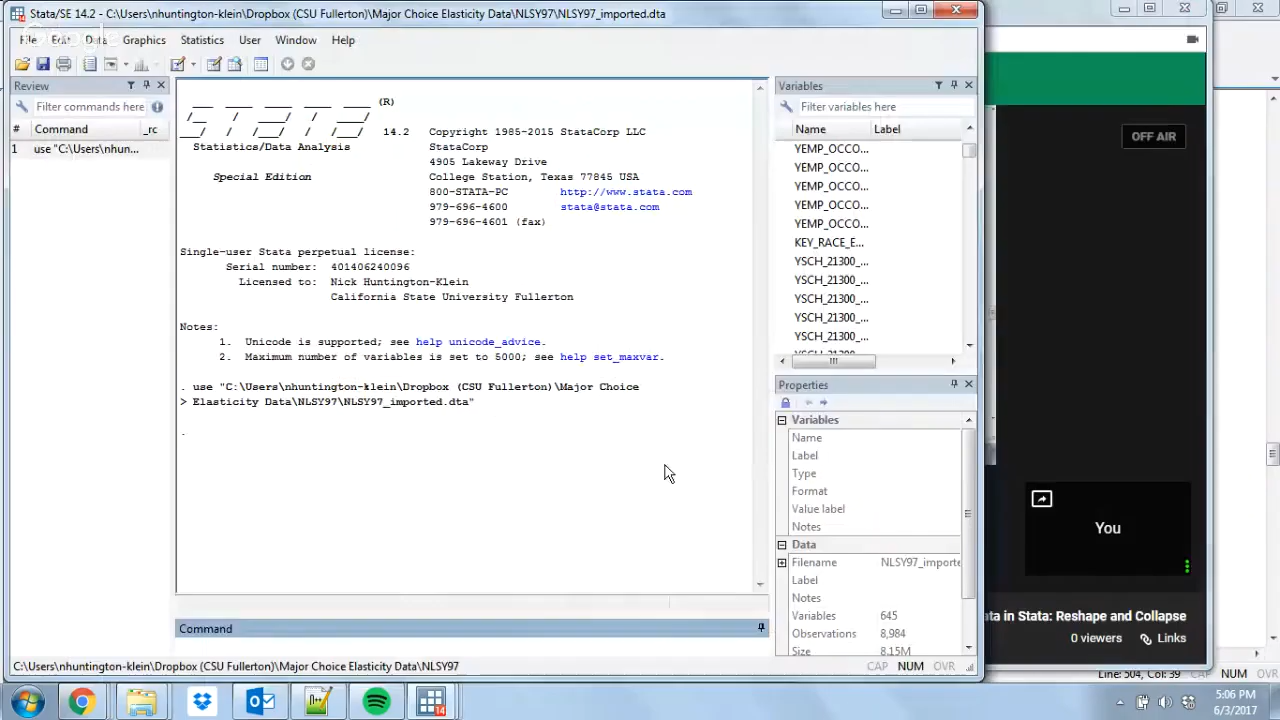 Stata/SE 14.2 - C:\Users\nhuntington-klein\Dropbox (CSU Fullerton)\Major Choice Elasticity Data\NLSY97\NLSY97_imported.dta
File Edit Data Graphics Statistics User Window Help
Review
Filter commands here
# Command _rc
1 use "C:\Users\nhun...
(R)
14.2 Copyright 1985-2015 StataCorp LLC
Statistics/Data Analysis StataCorp
4905 Lakeway Drive
Special Edition College Station, Texas 77845 USA
800-STATA-PC http://www.stata.com
979-696-4600 stata@stata.com
979-696-4601 (fax)
Single-user Stata perpetual license:
Serial number: 401406240096
Licensed to: Nick Huntington-Klein
California State University Fullerton
Notes:
1. Unicode is supported; see help unicode_advice.
2. Maximum number of variables is set to 5000; see help set_maxvar.
. use "C:\Users\nhuntington-klein\Dropbox (CSU Fullerton)\Major Choice
> Elasticity Data\NLSY97\NLSY97_imported.dta"
.
Command
Variables
Filter variables here
Name Label
YEMP_OCCO...
YEMP_OCCO...
YEMP_OCCO...
YEMP_OCCO...
YEMP_OCCO...
KEY_RACE_E...
YSCH_21300_...
YSCH_21300_...
YSCH_21300_...
YSCH_21300_...
YSCH_21300_...
Properties
Variables
Name
Label
Type
Format
Value label
Notes
Data
Filename NLSY97_importe
Label
Notes
Variables 645
Observations 8,984
Size 8.15M
C:\Users\nhuntington-klein\Dropbox (CSU Fullerton)\Major Choice Elasticity Data\NLSY97
CAP NUM OVR
OFF AIR
You
ata in Stata: Reshape and Collapse
0 viewers Links
Line: 504, Col: 39 CAP NUM OVR
14
5:06 PM
6/3/2017